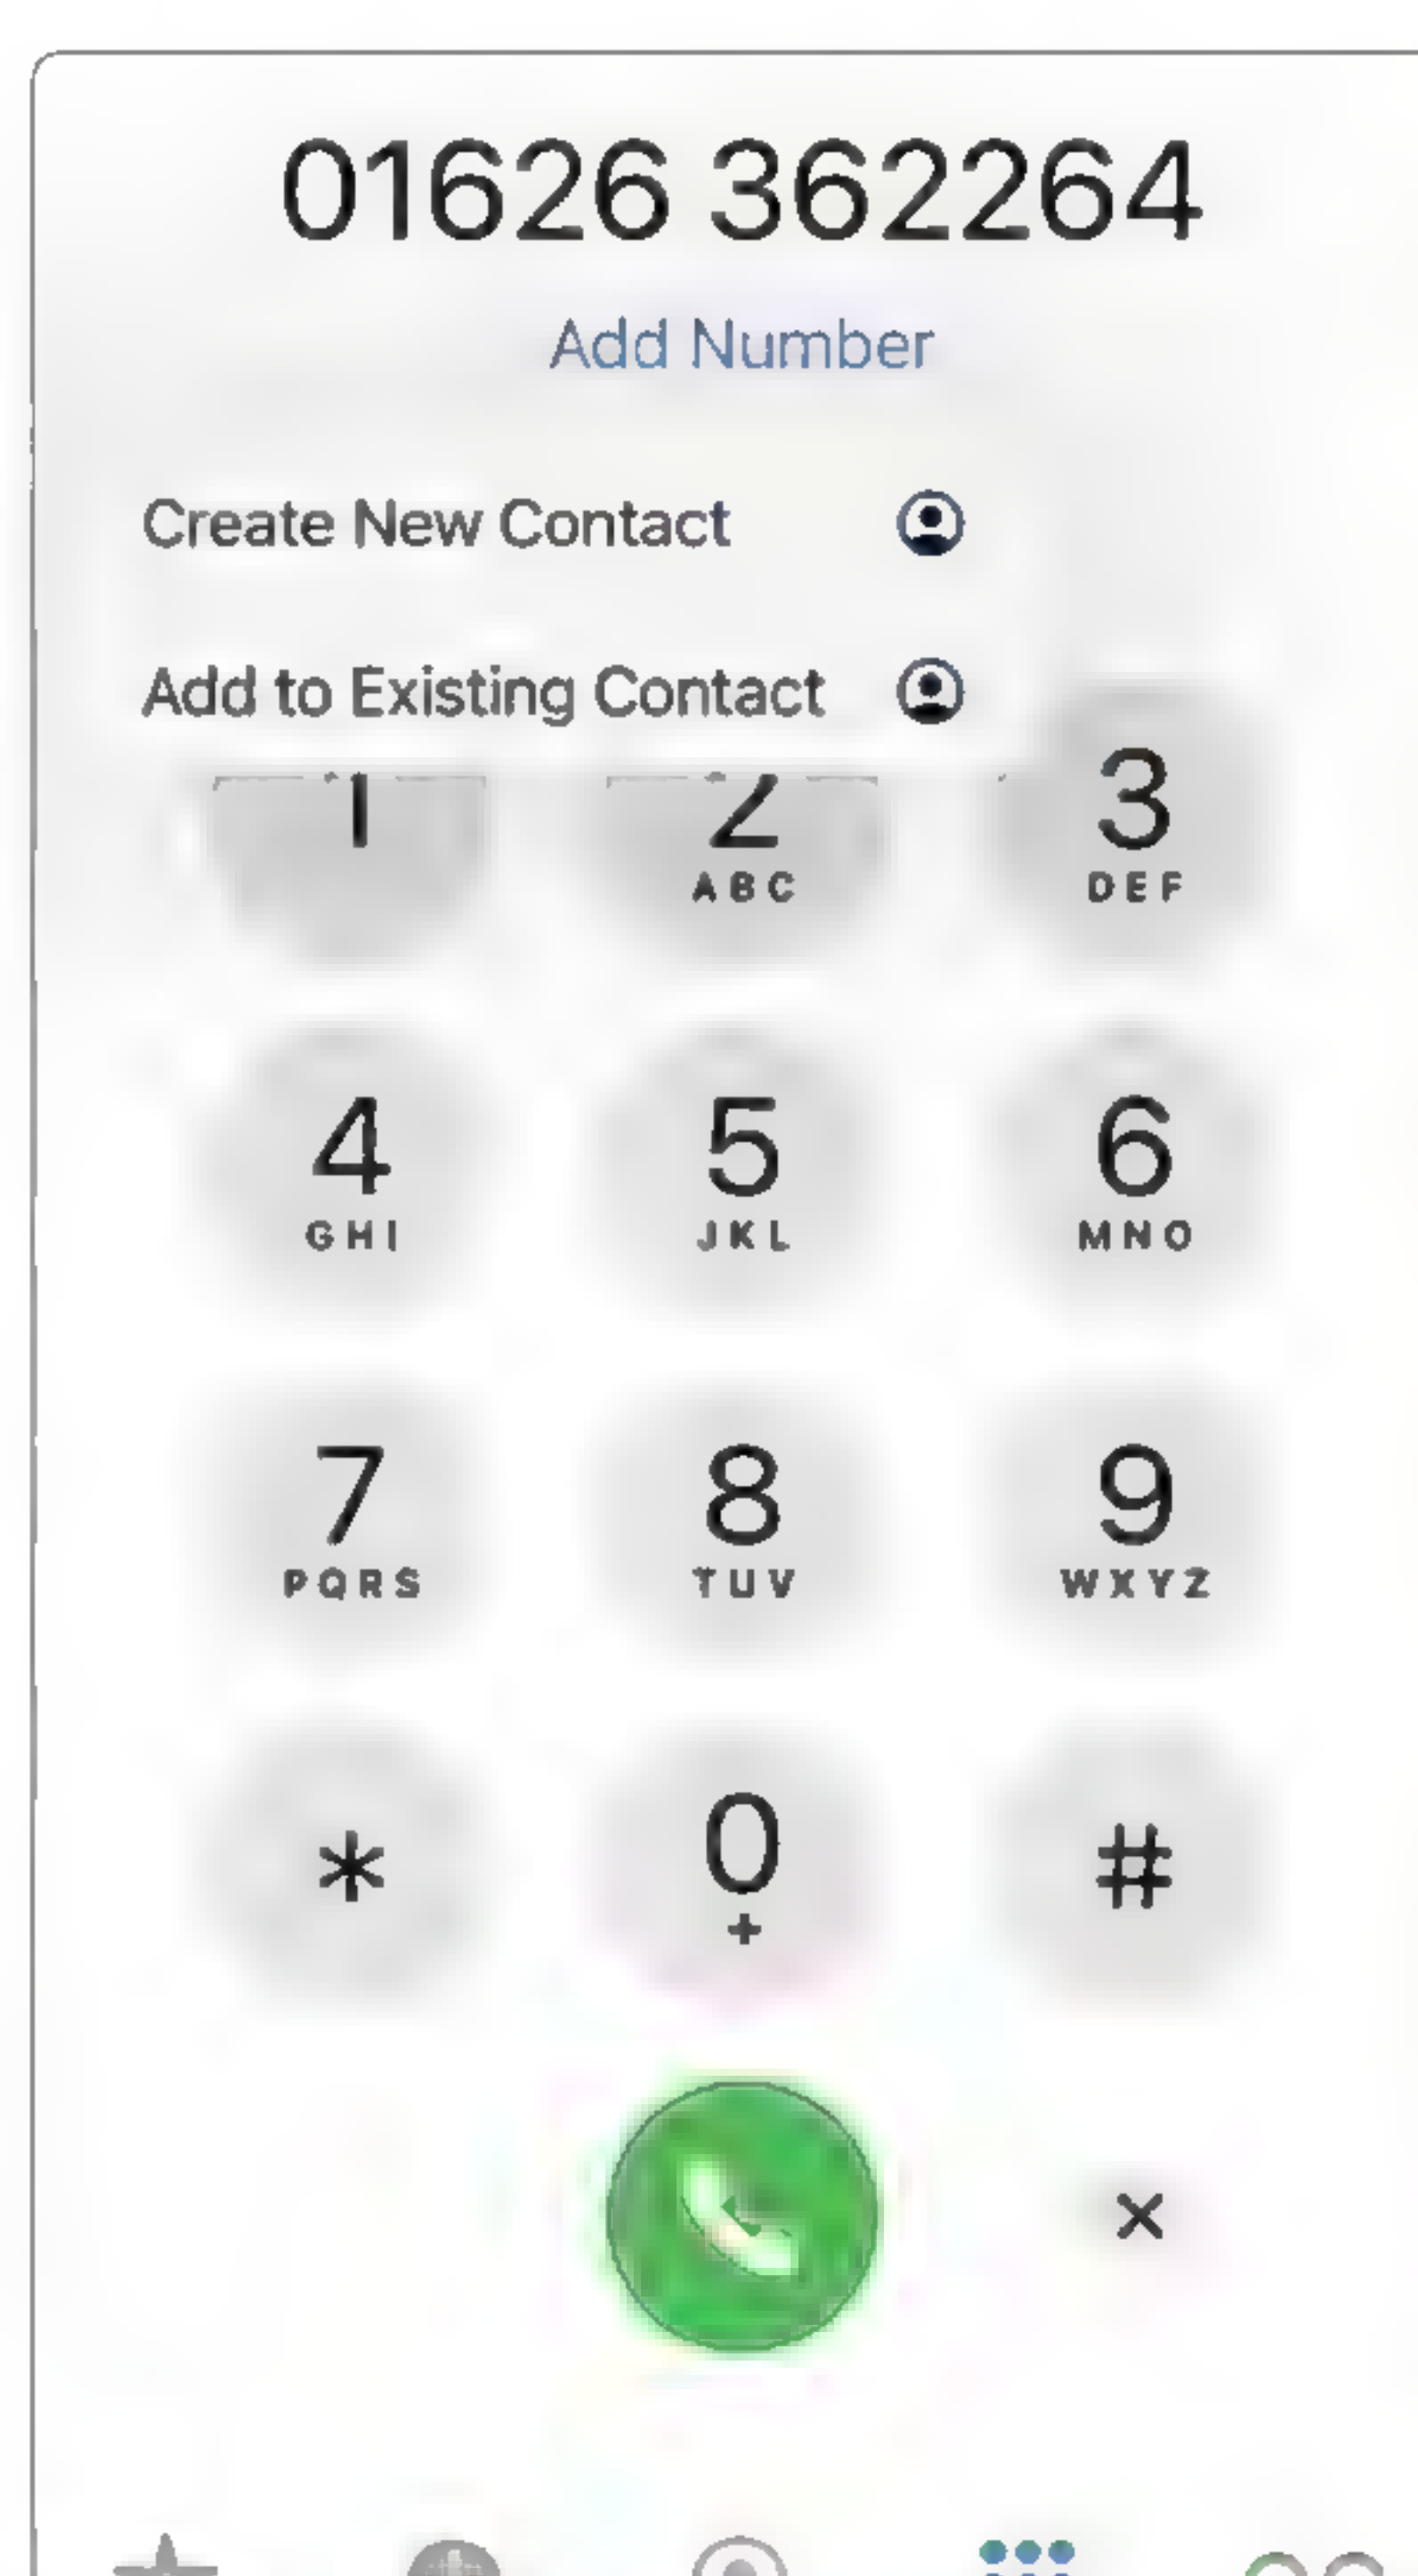 01626 362264
Add Number
Create New Contact
Add to Existing Contact
1 2 3
ABC DEF
4 5 6
GHI JKL MNO
7 8 9
PQRS TUV WXYZ
* 0 #
+
×